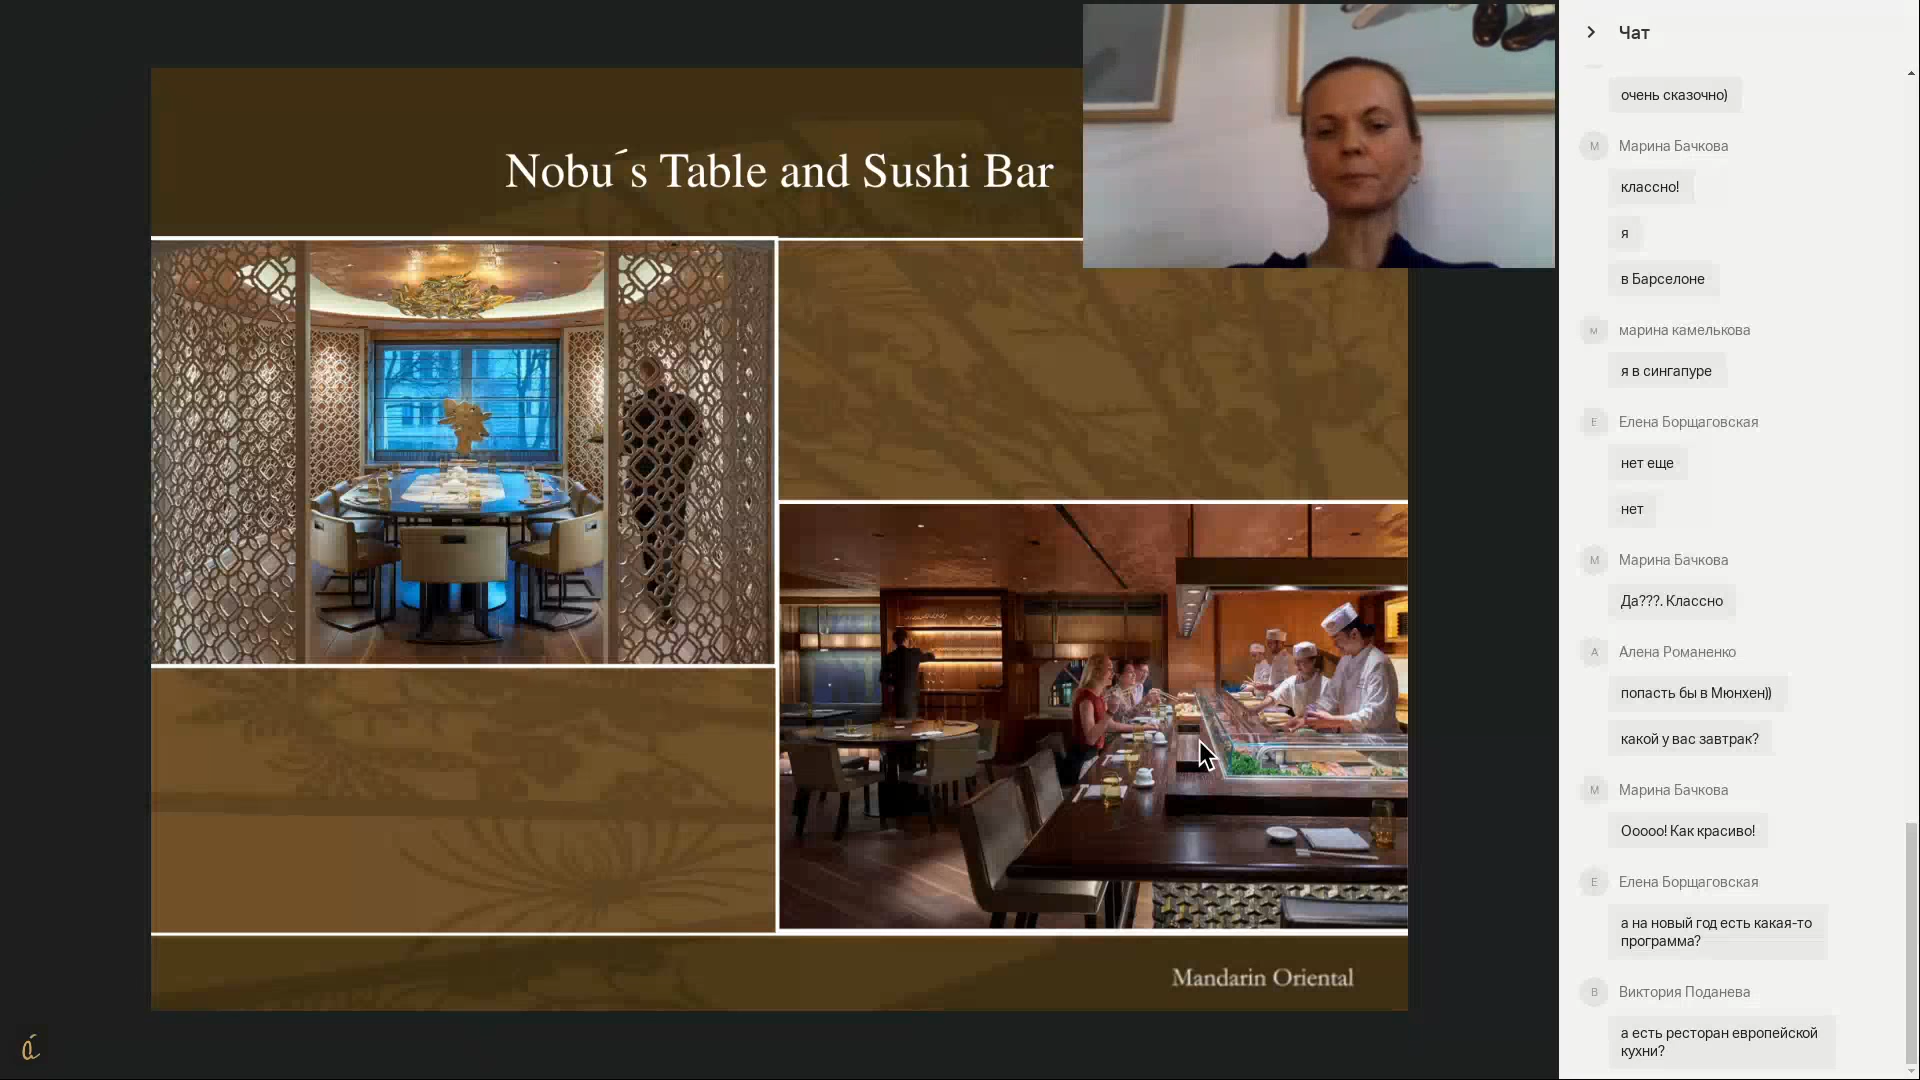 Nobu´s Table and Sushi Bar
Mandarin Oriental
á
Чат
очень сказочно)
М
Марина Бачкова
классно!
я
в Барселоне
м
марина камелькова
я в сингапуре
Е
Елена Борщаговская
нет еще
нет
М
Марина Бачкова
Да???. Классно
А
Алена Романенко
попасть бы в Мюнхен))
какой у вас завтрак?
М
Марина Бачкова
Ооооо! Как красиво!
Е
Елена Борщаговская
а на новый год есть какая-то
программа?
В
Виктория Поданева
а есть ресторан европейской
кухни?